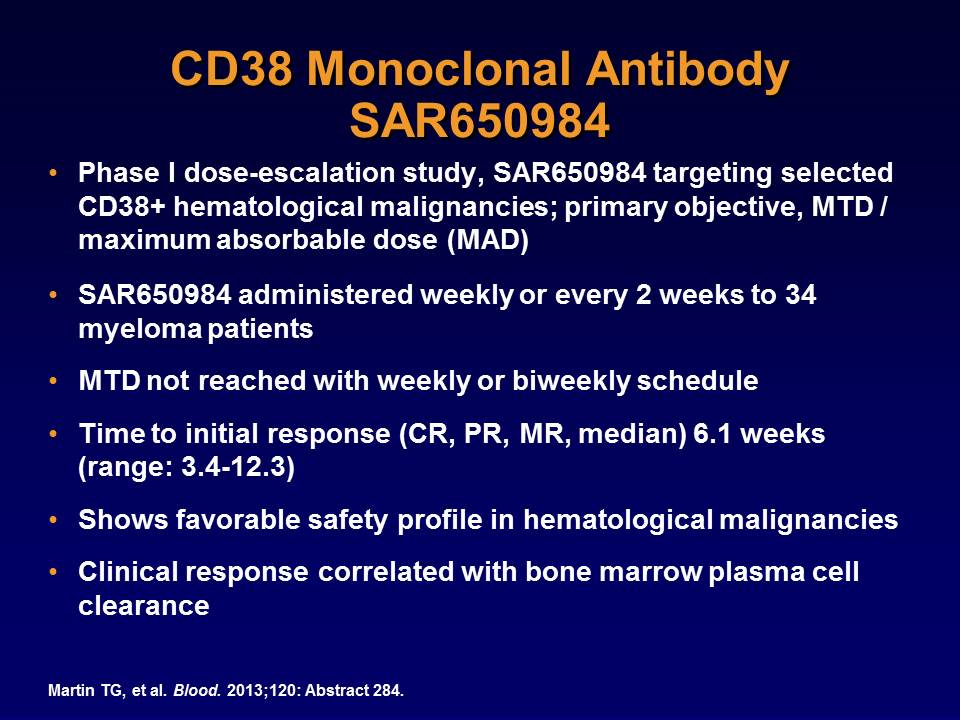 CD38 Monoclonal Antibody
SAR650984
• Phase I dose-escalation study, SAR650984 targeting selected
CD38+ hematological malignancies; primary objective, MTD /
maximum absorbable dose (MAD)
• SAR650984 administered weekly or every 2 weeks to 34
myeloma patients
• MTD not reached with weekly or biweekly schedule
• Time to initial response (CR, PR, MR, median) 6.1 weeks
(range: 3.4-12.3)
• Shows favorable safety profile in hematological malignancies
• Clinical response correlated with bone marrow plasma cell
clearance
Martin TG, et al. Blood. 2013;120: Abstract 284.